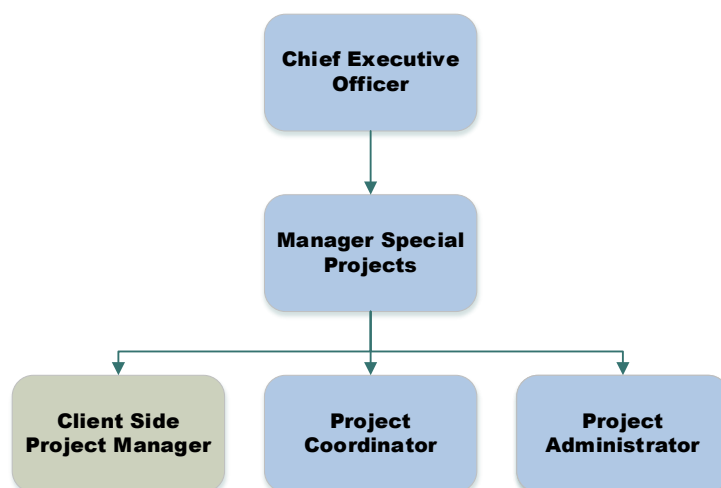 Chief Executive
Officer
Manager Special
Projects
Client Side
Project Manager
Project
Coordinator
Project
Administrator